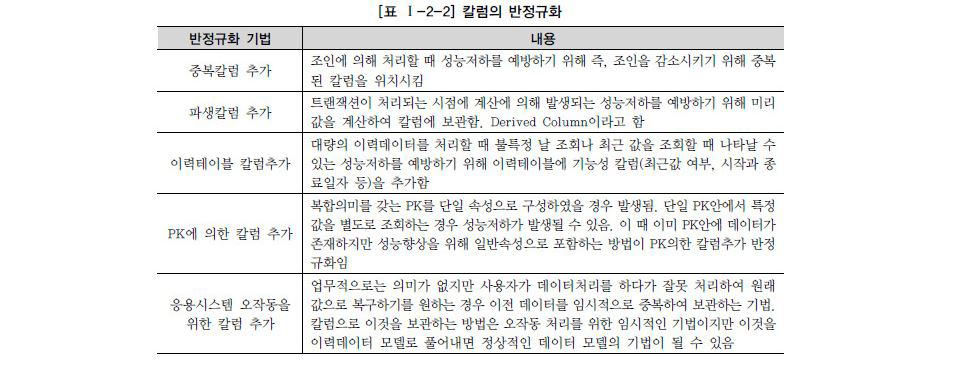 [표 Ⅰ-2-2] 칼럼의 반정규화
반정규화 기법
내용
중복칼럼 추가
조인에 의해 처리할 때 성능저하를 예방하기 위해 즉, 조인을 감소시키기 위해 중복
된 칼럼을 위치시킴
파생칼럼 추가
트랜잭션이 처리되는 시점에 계산에 의해 발생되는 성능저하를 예방하기 위해 미리
값을 계산하여 칼럼에 보관함. Derived Column이라고 함
이력테이블 칼럼추가
대량의 이력데이터를 처리할 때 불특정 날 조회나 최근 값을 조회할 때 나타날 수
있는 성능저하를 예방하기 위해 이력테이블에 기능성 칼럼(최근값 여부, 시작과 종
료일자 등)을 추가함
PK에 의한 칼럼 추가
복합의미를 갖는 PK를 단일 속성으로 구성하였을 경우 발생됨. 단일 PK안에서 특정
값을 별도로 조회하는 경우 성능저하가 발생될 수 있음. 이 때 이미 PK안에 데이터가
존재하지만 성능향상을 위해 일반속성으로 포함하는 방법이 PK의한 칼럼추가 반정
규화임
응용시스템 오작동을
위한 칼럼 추가
업무적으로는 의미가 없지만 사용자가 데이터처리를 하다가 잘못 처리하여 원래
값으로 복구하기를 원하는 경우 이전 데이터를 임시적으로 중복하여 보관하는 기법.
칼럼으로 이것을 보관하는 방법은 오작동 처리를 위한 임시적인 기법이지만 이것을
이력데이터 모델로 풀어내면 정상적인 데이터 모델의 기법이 될 수 있음